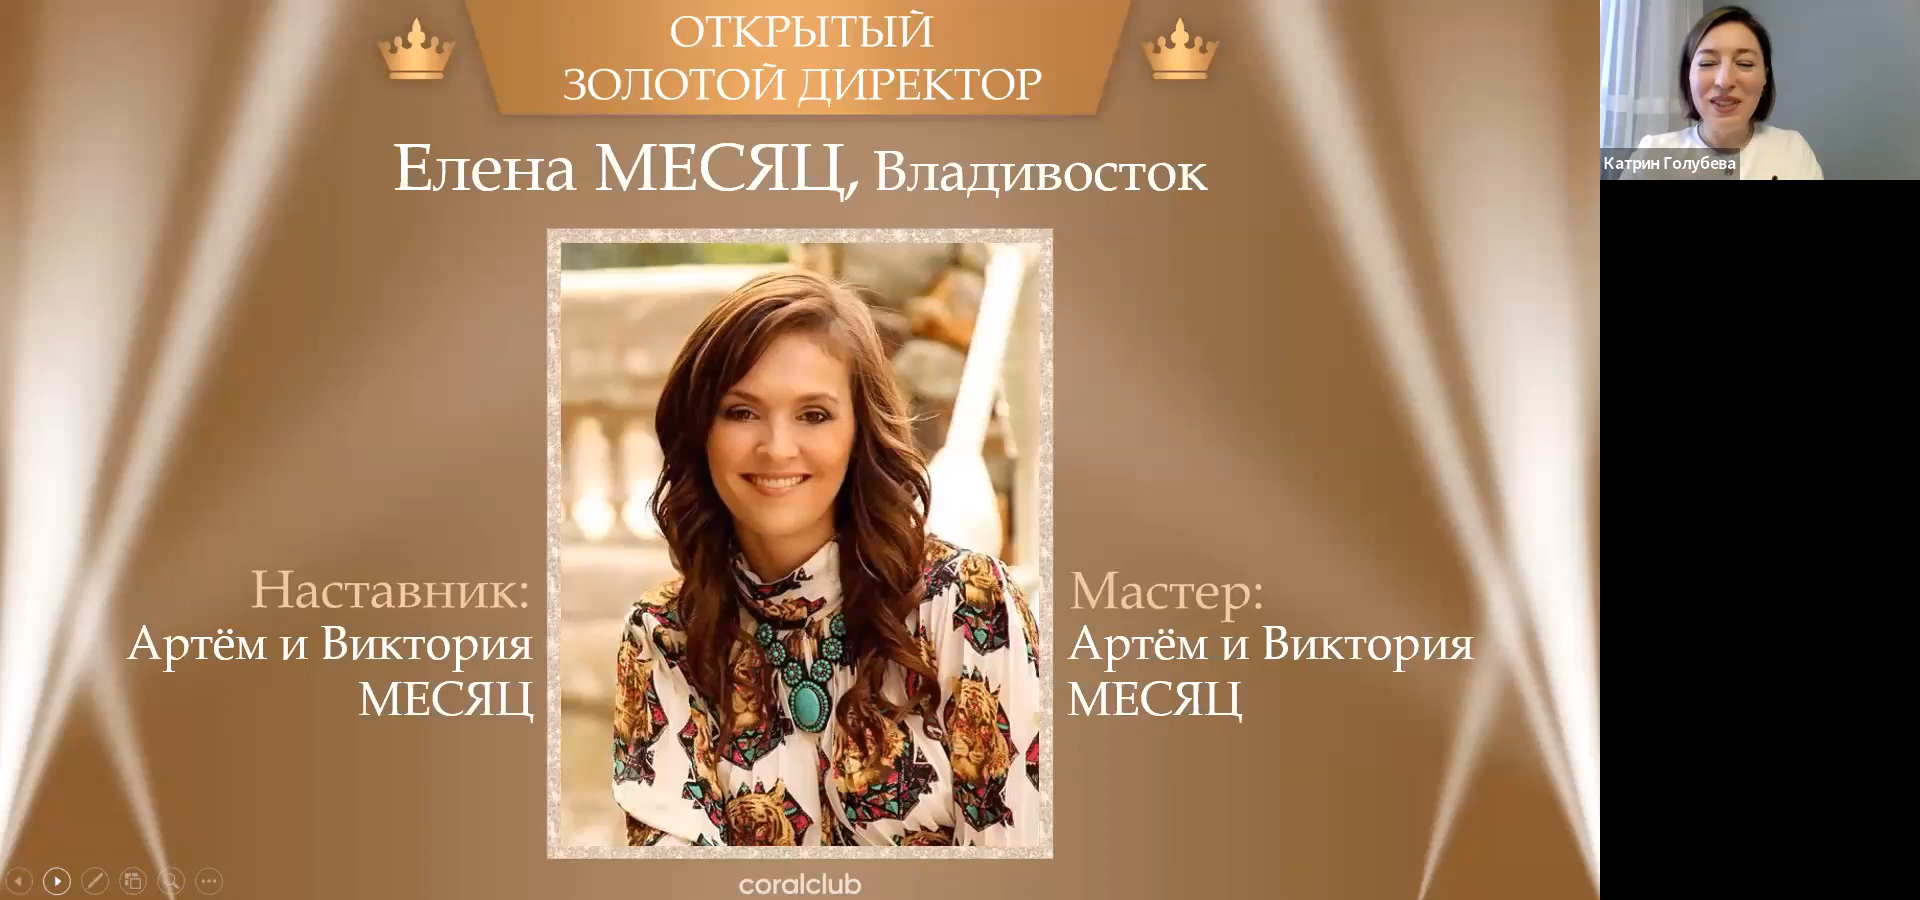 ОТКРЫТЫЙ
ЗОЛОТОЙ ДИРЕКТОР
Елена МЕСЯЦ, Владивосток
Наставник:
Артём и Виктория
МЕСЯЦ
Мастер:
Артём и Виктория
МЕСЯЦ
coralclub
Катрин Голубева